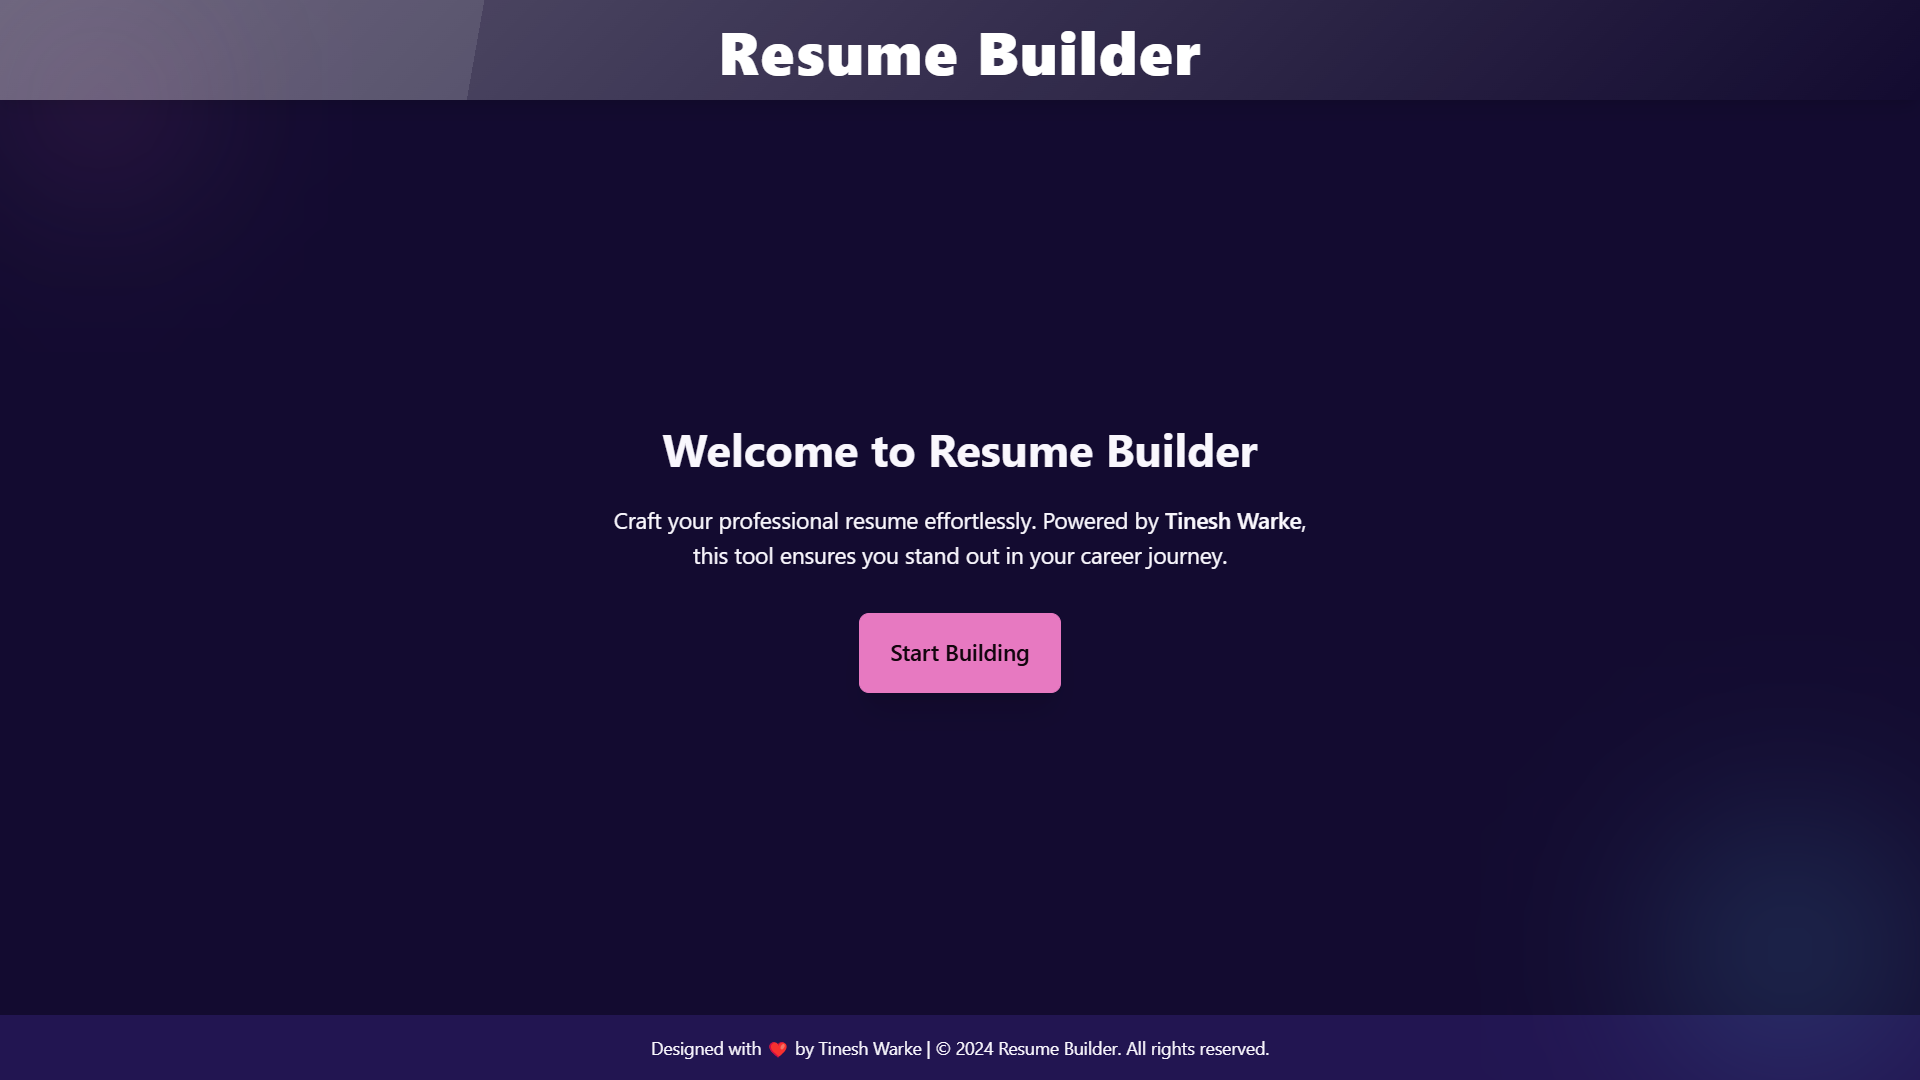 Resume Builder
Welcome to Resume Builder
Craft your professional resume effortlessly. Powered by Tinesh Warke,
this tool ensures you stand out in your career journey.
Start Building
Designed with ❤️ by Tinesh Warke | © 2024 Resume Builder. All rights reserved.